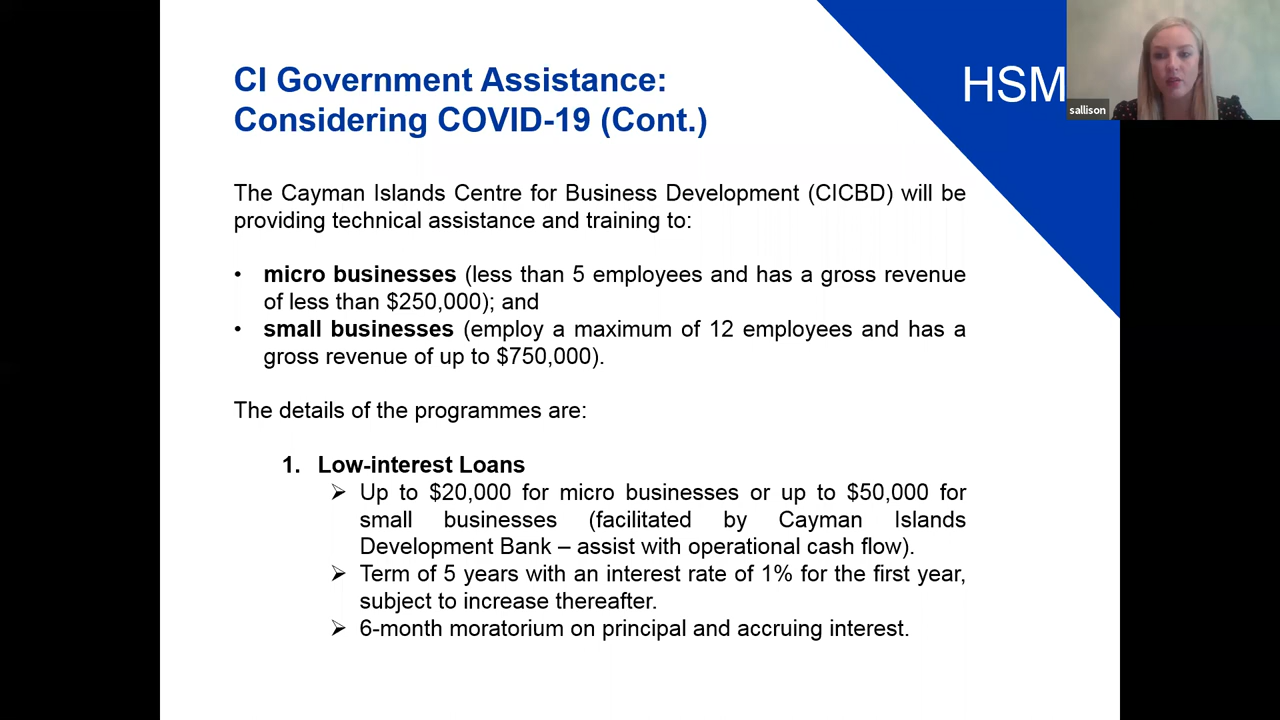 CI Government Assistance:
Considering COVID-19 (Cont.)
HSM
sallison
The Cayman Islands Centre for Business Development (CICBD) will be
providing technical assistance and training to:
• micro businesses (less than 5 employees and has a gross revenue
of less than $250,000); and
• small businesses (employ a maximum of 12 employees and has a
gross revenue of up to $750,000).
The details of the programmes are:
1. Low-interest Loans
➢ Up to $20,000 for micro businesses or up to $50,000 for
small businesses (facilitated by Cayman Islands
Development Bank – assist with operational cash flow).
➢ Term of 5 years with an interest rate of 1% for the first year,
subject to increase thereafter.
➢ 6-month moratorium on principal and accruing interest.